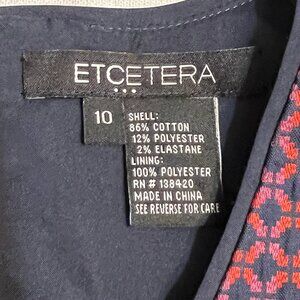 ETCETERA
10
SHELL:
86% COTTON
12% POLYESTER
2% ELASTANE
LINING:
100% POLYESTER
RN # 138420
MADE IN CHINA
SEE REVERSE FOR CARE